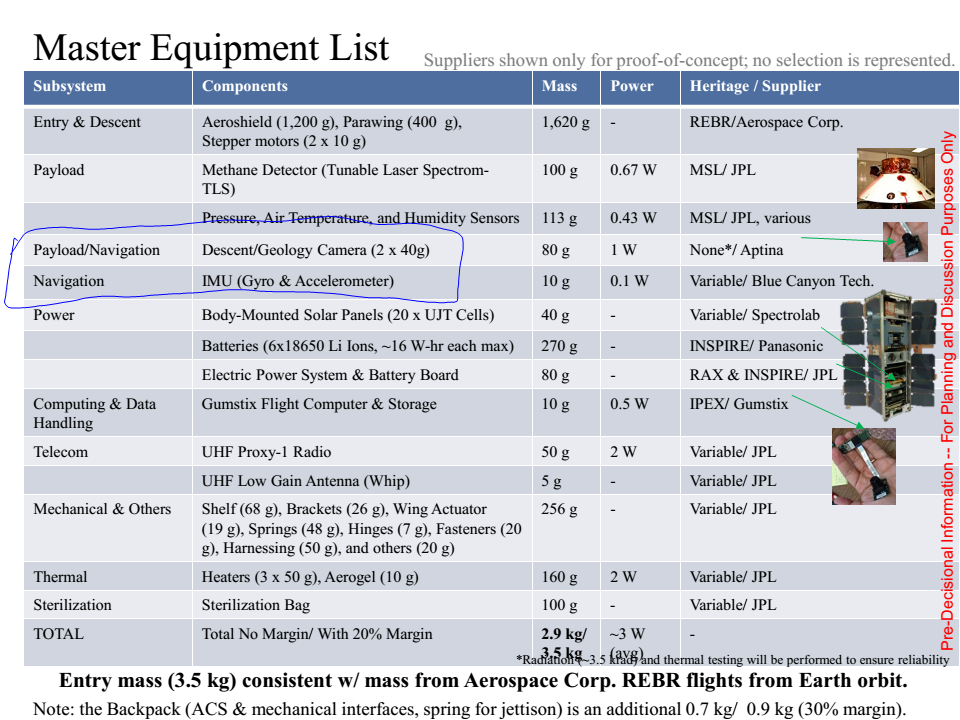 Master Equipment List
Suppliers shown only for proof-of-concept; no selection is represented.
Subsystem Components Mass Power Heritage / Supplier
Entry & Descent Aeroshield (1,200 g), Parawing (400 g), 1,620 g - REBR/Aerospace Corp.
Stepper motors (2 x 10 g)
Payload Methane Detector (Tunable Laser Spectrom- 100 g 0.67 W MSL/ JPL
TLS)
Pressure, Air Temperature, and Humidity Sensors 113 g 0.43 W MSL/ JPL, various
Payload/Navigation Descent/Geology Camera (2 x 40g) 80 g 1 W None*/ Aptina
Navigation IMU (Gyro & Accelerometer) 10 g 0.1 W Variable/ Blue Canyon Tech.
Power Body-Mounted Solar Panels (20 x UJT Cells) 40 g - Variable/ Spectrolab
Batteries (6x18650 Li Ions, ~16 W-hr each max) 270 g - INSPIRE/ Panasonic
Electric Power System & Battery Board 80 g - RAX & INSPIRE/ JPL
Computing & Data Gumstix Flight Computer & Storage 10 g 0.5 W IPEX/ Gumstix
Handling
Telecom UHF Proxy-1 Radio 50 g 2 W Variable/ JPL
UHF Low Gain Antenna (Whip) 5 g - Variable/ JPL
Mechanical & Others Shelf (68 g), Brackets (26 g), Wing Actuator 256 g - Variable/ JPL
(19 g), Springs (48 g), Hinges (7 g), Fasteners (20
g), Harnessing (50 g), and others (20 g)
Thermal Heaters (3 x 50 g), Aerogel (10 g) 160 g 2 W Variable/ JPL
Sterilization Sterilization Bag 100 g - Variable/ JPL
TOTAL Total No Margin/ With 20% Margin 2.9 kg/ ~3 W -
3.5 kg (avg)
*Radiation (~3.5 krad) and thermal testing will be performed to ensure reliability
Entry mass (3.5 kg) consistent w/ mass from Aerospace Corp. REBR flights from Earth orbit.
Note: the Backpack (ACS & mechanical interfaces, spring for jettison) is an additional 0.7 kg/ 0.9 kg (30% margin).
Pre-Decisional Information -- For Planning and Discussion Purposes Only